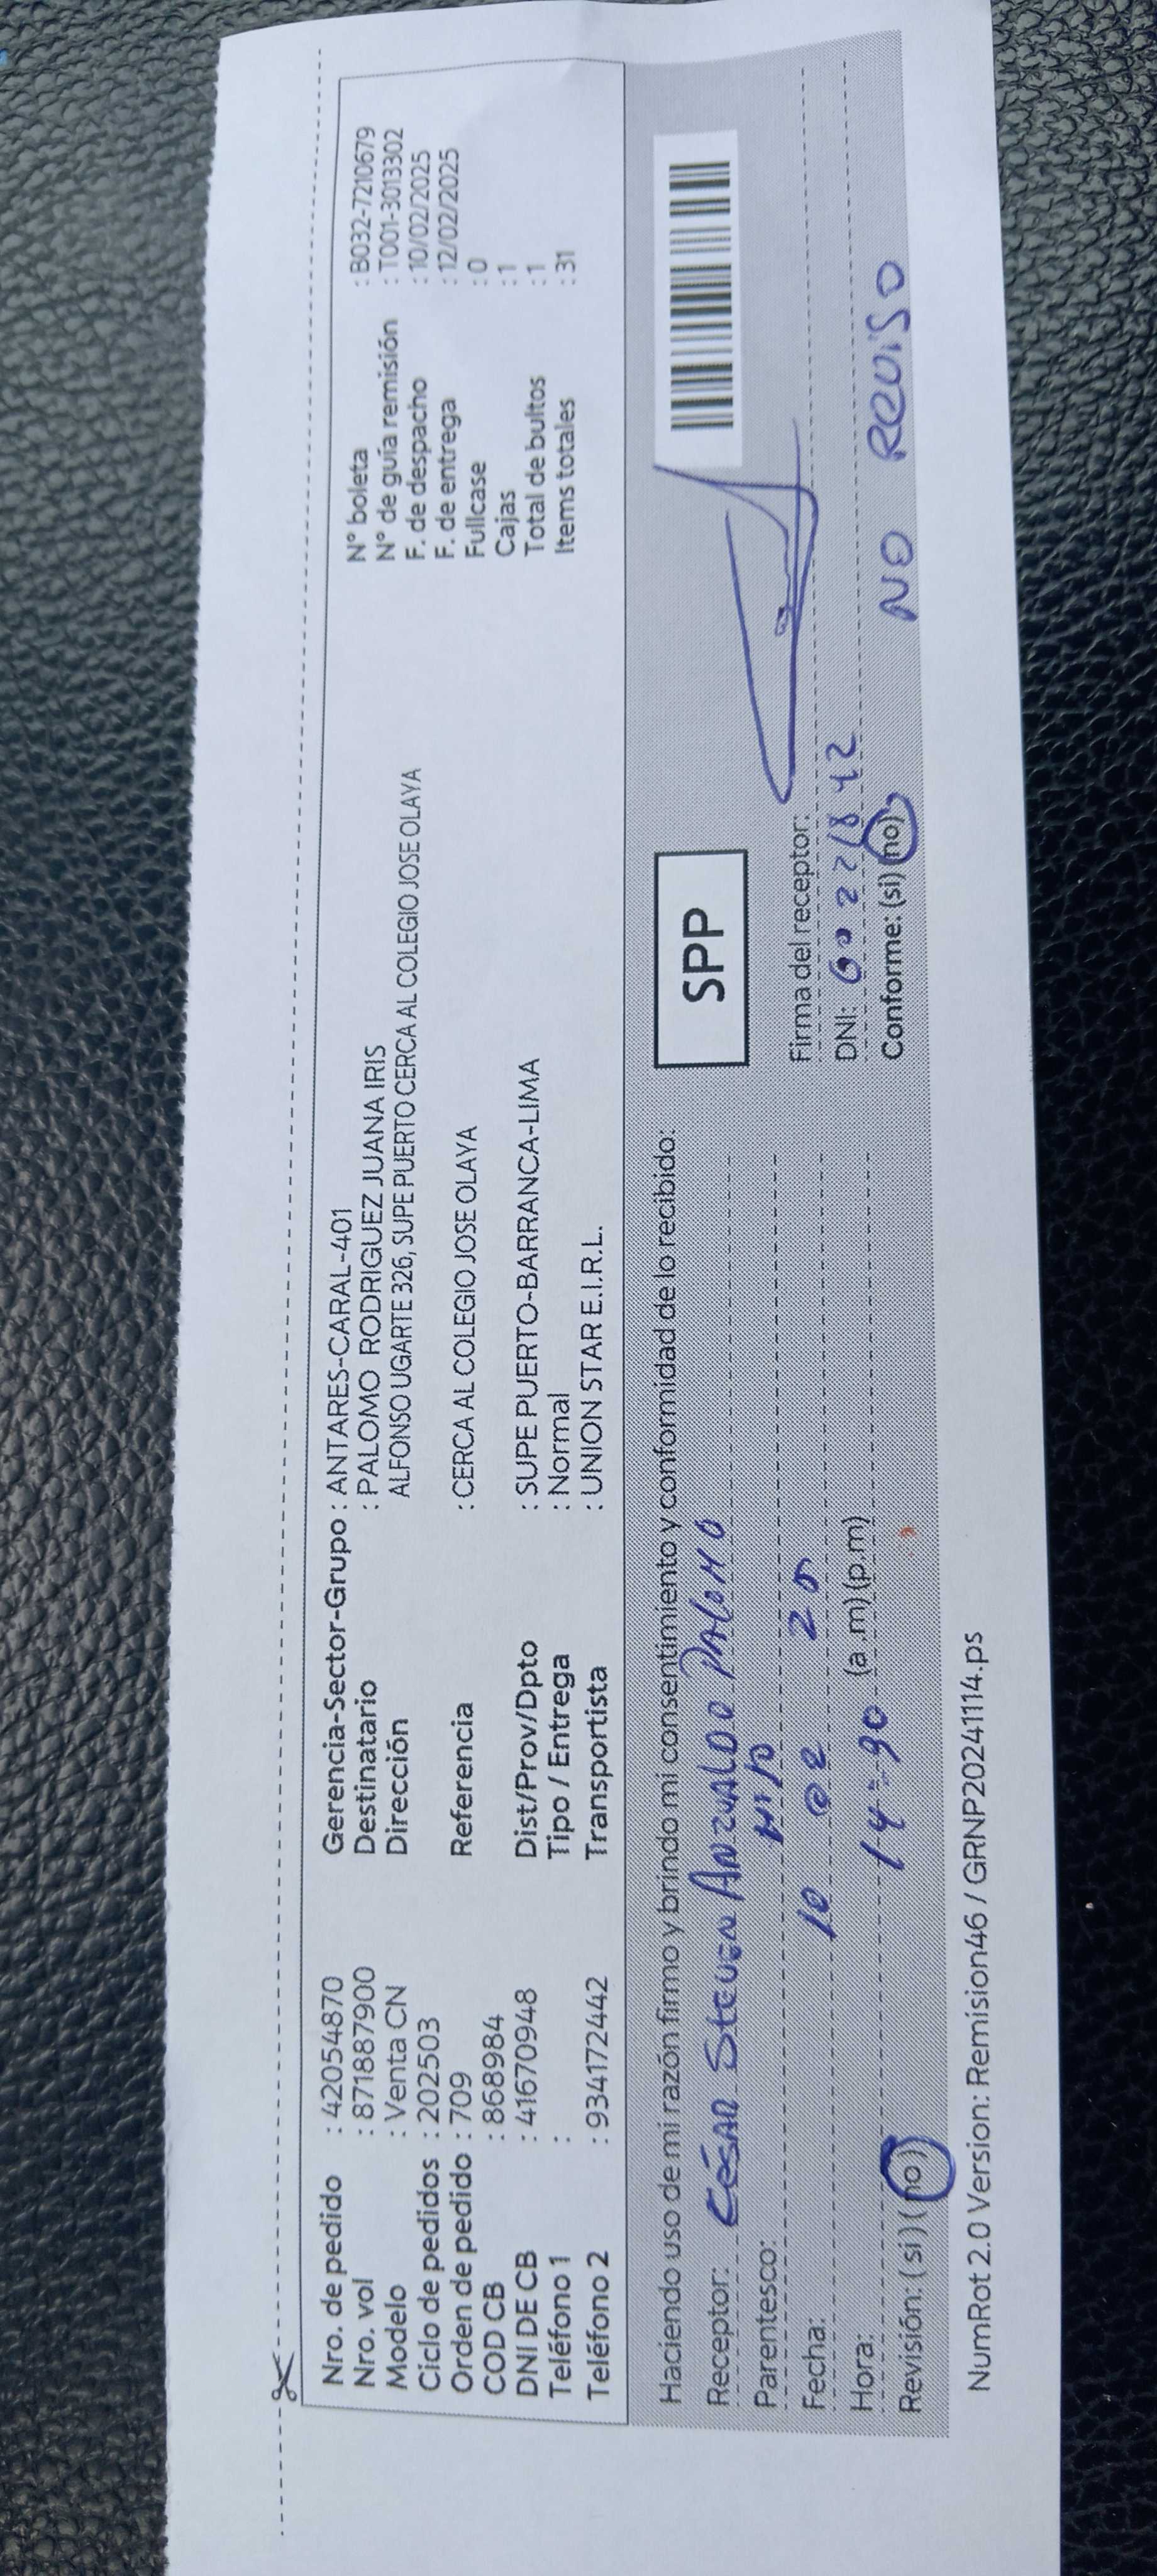 Nro. de pedido : 42054870
Nro. vol : 871887900
Modelo : Venta CN
Ciclo de pedidos : 202503
Orden de pedido : 709
COD CB : 868984
DNI DE CB : 41670948
Teléfono 1 :
Teléfono 2 : 934172442
Gerencia-Sector-Grupo : ANTARES-CARAL-401
Destinatario : PALOMO RODRIGUEZ JUANA IRIS
Dirección ALFONSO UGARTE 326, SUPE PUERTO CERCA AL COLEGIO JOSE OLAYA
Referencia : CERCA AL COLEGIO JOSE OLAYA
Dist/Prov/Dpto : SUPE PUERTO-BARRANCA-LIMA
Tipo / Entrega : Normal
Transportista : UNION STAR E.I.R.L.
N° boleta : B032-7210679
N° de guía remisión : T001-3013302
F. de despacho : 10/02/2025
F. de entrega : 12/02/2025
Fullcase : 0
Cajas : 1
Total de bultos : 1
Items totales : 31
Haciendo uso de mi razón firmo y brindo mi consentimiento y conformidad de lo recibido:
Receptor: CÉSAR STEVEN ANZUALDO PALOMO
Parentesco:
Fecha: 10 02 25
Hora: (a.m)(p.m)
Revisión: (si) (no)
SPP
Firma del receptor:
DNI:
Conforme: (si) (no)
NO REVISO
NumRot 2.0 Version: Remision46 / GRNP20241114.ps